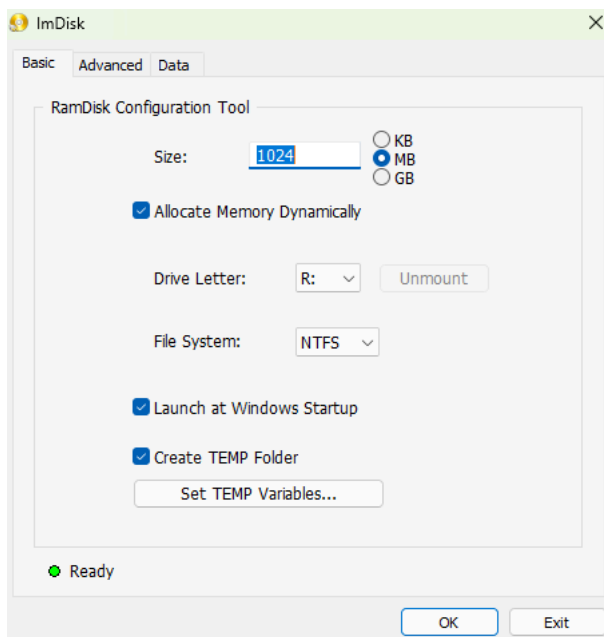 ImDisk
Basic Advanced Data
RamDisk Configuration Tool
Size: 1024
KB
MB
GB
Allocate Memory Dynamically
Drive Letter: R: Unmount
File System: NTFS
Launch at Windows Startup
Create TEMP Folder
Set TEMP Variables...
Ready
OK Exit